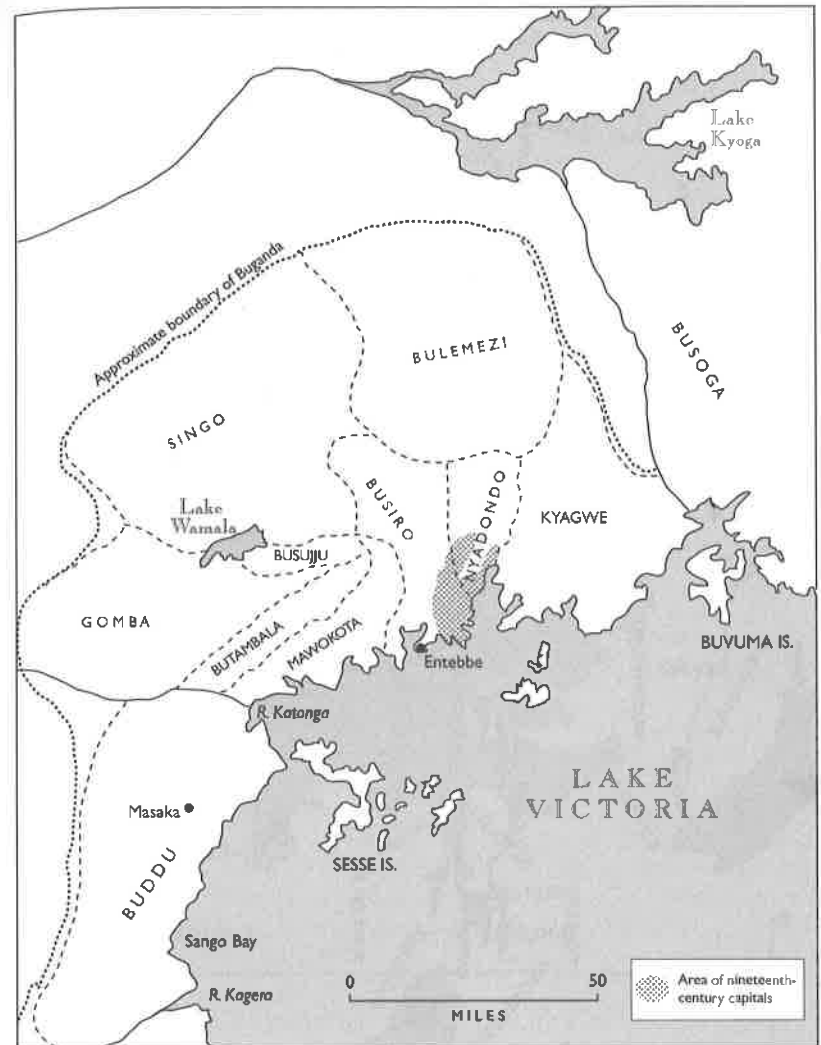 Lake
Kyoga
Approximate boundary of Buganda
BULEMEZI
BUSOGA
SINGO
BUSIRO
NYADONDO
KYAGWE
Lake
Wamala
BUSUJJU
GOMBA
BUTAMBALA
MAWOKOTA
Entebbe
BUVUMA IS.
R. Katonga
LAKE
VICTORIA
Masaka
SESSE IS.
BUDDU
Sango Bay
R. Kagera
0 50
MILES
Area of nineteenth-
century capitals